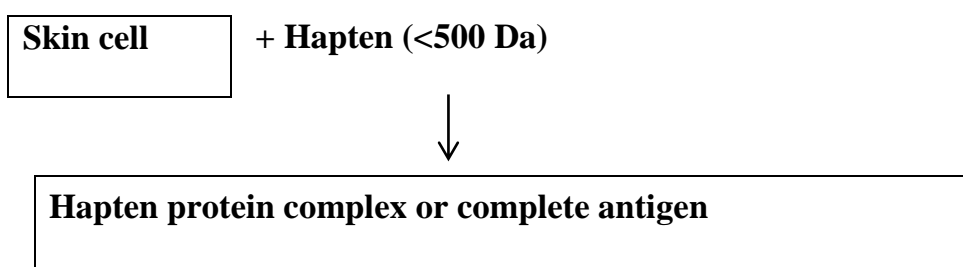 Skin cell + Hapten (<500 Da)
Hapten protein complex or complete antigen